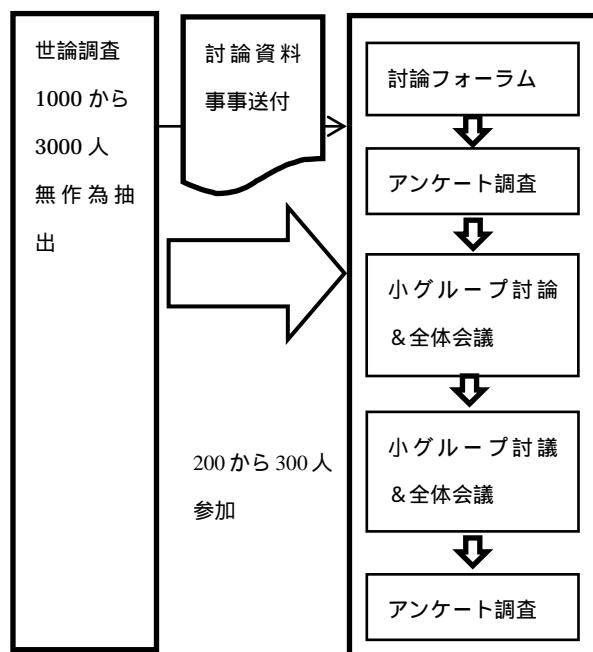 世論調査
1000 から
3000 人
無作為抽
出
討論資料
事事送付
200 から 300 人
参加
討論フォーラム
アンケート調査
小グループ討論
＆全体会議
小グループ討議
＆全体会議
アンケート調査